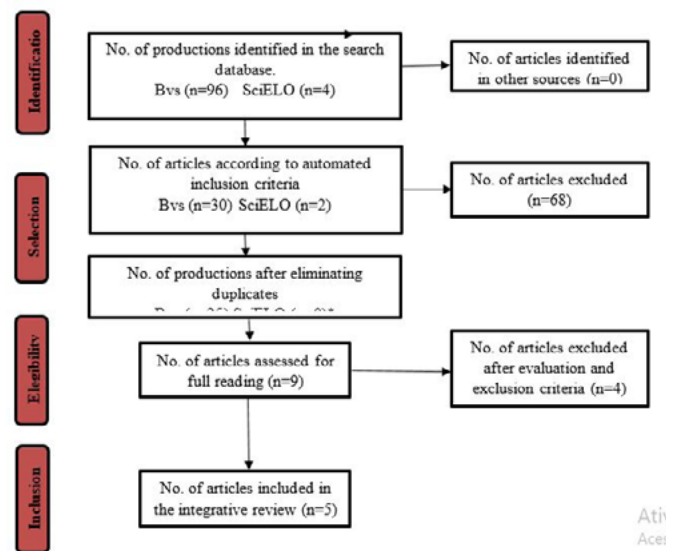 Identificatio
No. of productions identified in the search
database.
Bvs (n=96) SciELO (n=4)
No. of articles identified
in other sources (n=0)
Selection
No. of articles according to automated
inclusion criteria
Bvs (n=30) SciELO (n=2)
No. of articles excluded
(n=68)
No. of productions after eliminating
duplicates
Elegibility
No. of articles assessed for
full reading (n=9)
No. of articles excluded
after evaluation and
exclusion criteria (n=4)
Inclusion
No. of articles included in
the integrative review (n=5)